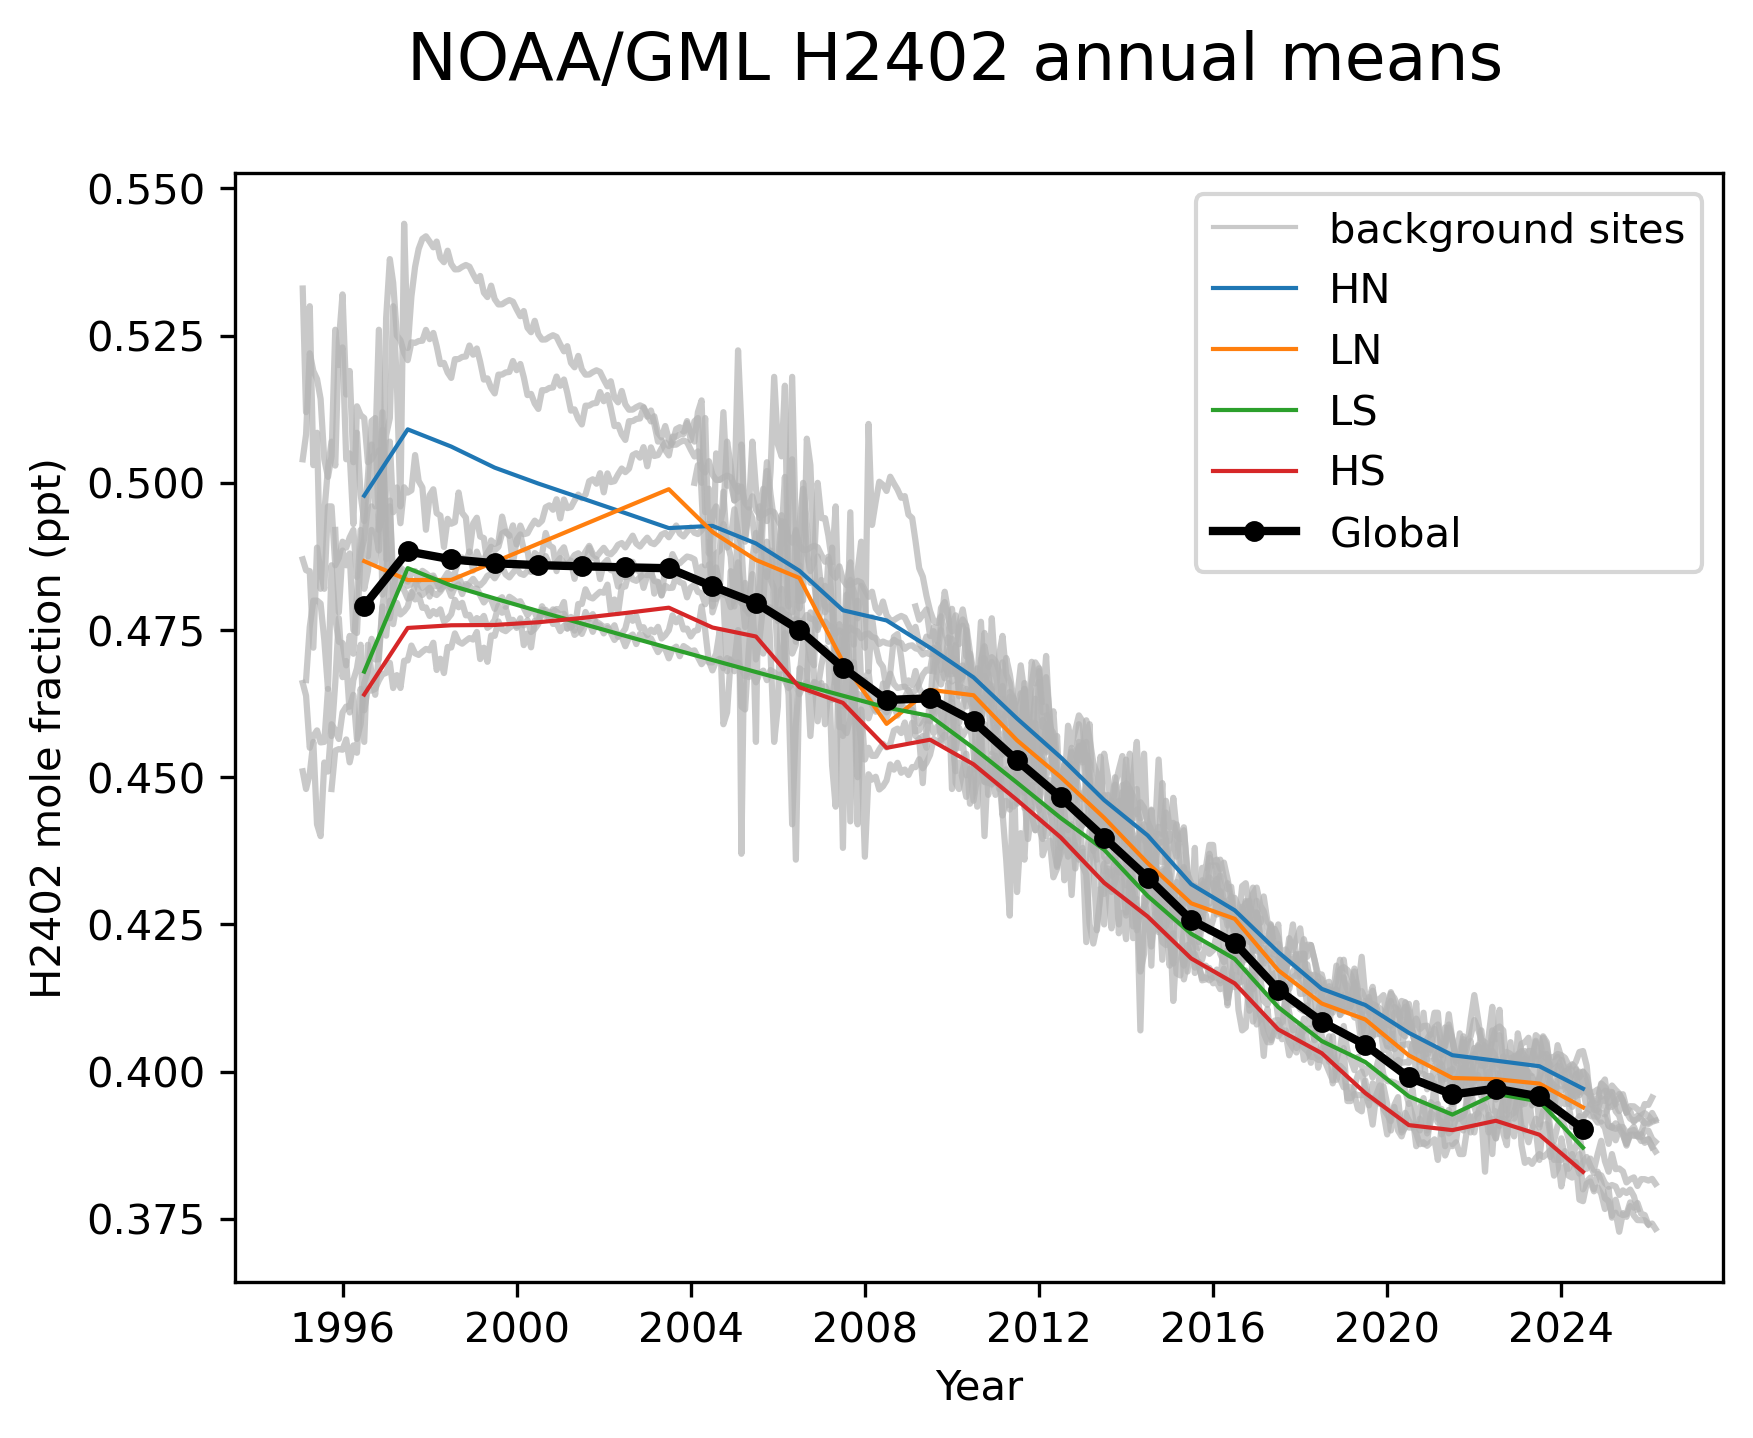 NOAA/GML H2402 annual means
0.550
0.525
0.500
0.475
0.450
0.425
0.400
0.375
H2402 mole fraction (ppt)
background sites
HN
LN
LS
HS
Global
1996 2000 2004 2008 2012 2016 2020 2024
Year